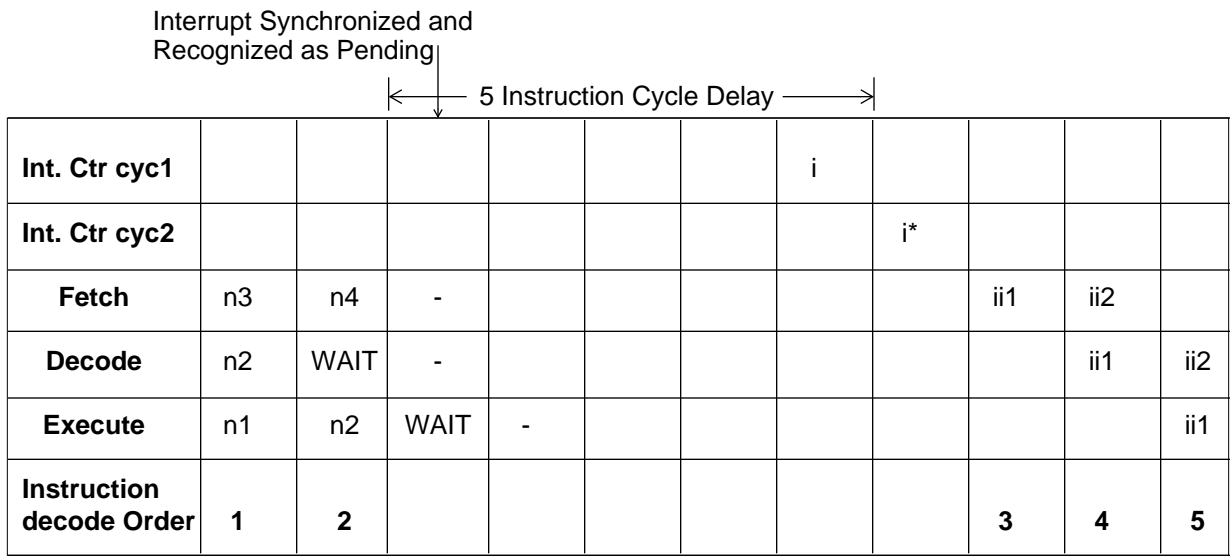 Interrupt Synchronized and
Recognized as Pending
5 Instruction Cycle Delay
Int. Ctr cyc1 i
Int. Ctr cyc2 i*
Fetch n3 n4 - ii1 ii2
Decode n2 WAIT - ii1 ii2
Execute n1 n2 WAIT - ii1
Instruction
decode Order 1 2 3 4 5